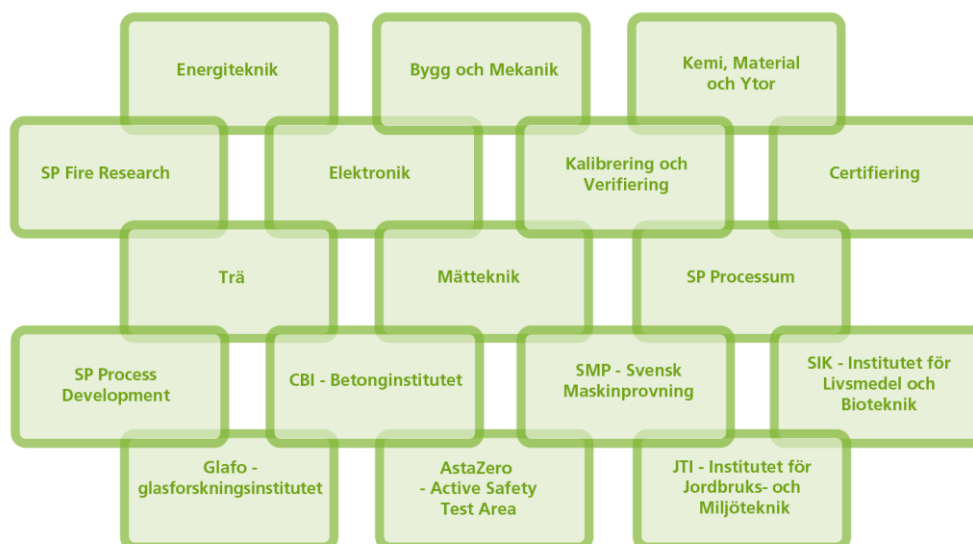 Energiteknik
Bygg och Mekanik
Kemi, Material
och Ytor
SP Fire Research
Elektronik
Kalibrering och
Verifiering
Certifiering
Trä
Mätteknik
SP Processum
SP Process
Development
CBI - Betonginstitutet
SMP - Svensk
Maskinprovning
SIK - Institutet för
Livsmedel och
Bioteknik
Glafo -
glasforskningsinstitutet
AstaZero
- Active Safety
Test Area
JTI - Institutet för
Jordbruks- och
Miljöteknik